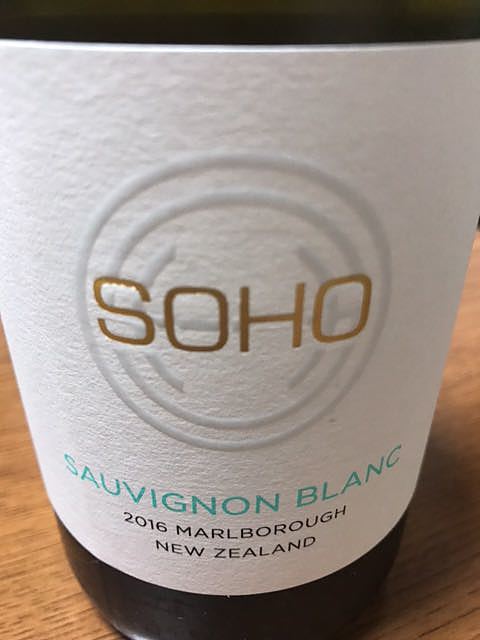 SOHO
SAUVIGNON BLANC
2016 MARLBOROUGH
NEW ZEALAND